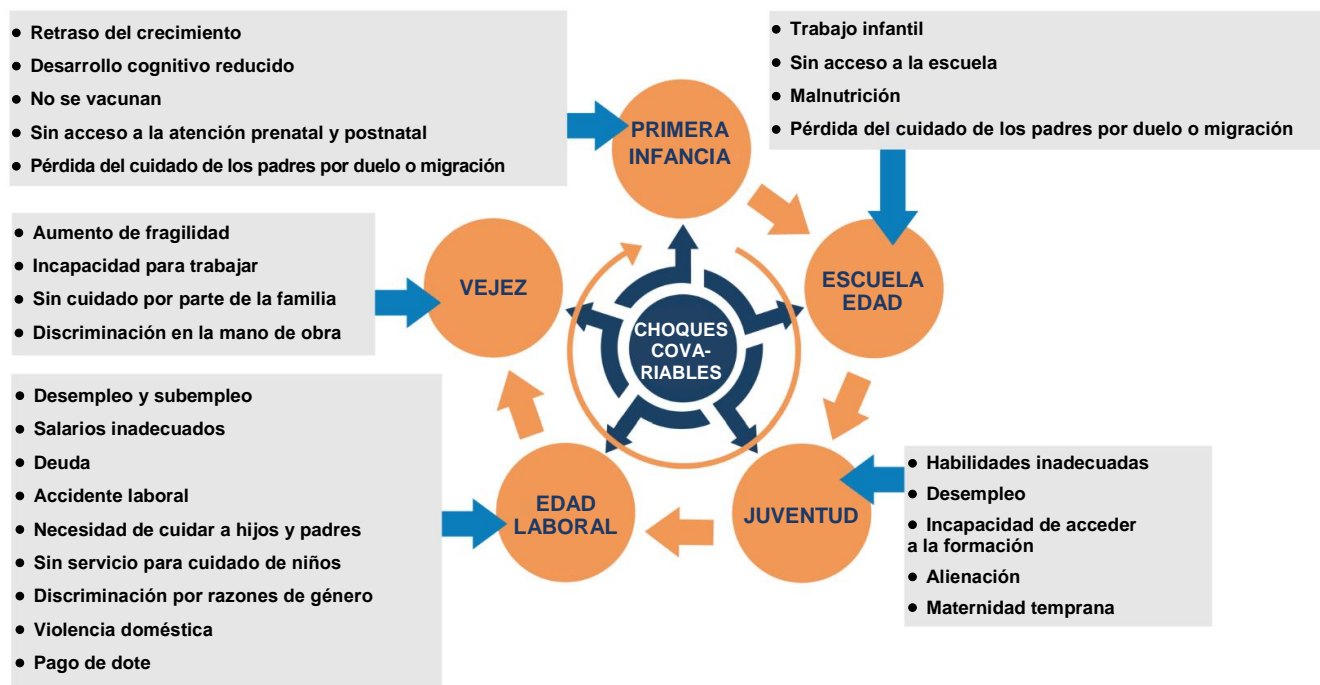 ● Retraso del crecimiento
● Desarrollo cognitivo reducido
● No se vacunan
● Sin acceso a la atención prenatal y postnatal
● Pérdida del cuidado de los padres por duelo o migración
● Trabajo infantil
● Sin acceso a la escuela
● Malnutrición
● Pérdida del cuidado de los padres por duelo o migración
PRIMERA
INFANCIA
● Aumento de fragilidad
● Incapacidad para trabajar
● Sin cuidado por parte de la familia
● Discriminación en la mano de obra
VEJEZ
ESCUELA
EDAD
CHOQUES
COVA-
RIABLES
● Desempleo y subempleo
● Salarios inadecuados
● Deuda
● Accidente laboral
● Necesidad de cuidar a hijos y padres
● Sin servicio para cuidado de niños
● Discriminación por razones de género
● Violencia doméstica
● Pago de dote
EDAD
LABORAL
JUVENTUD
● Habilidades inadecuadas
● Desempleo
● Incapacidad de acceder
a la formación
● Alienación
● Maternidad temprana